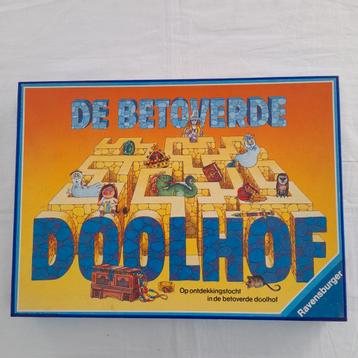 DE BETOVERDE
DOOLHOF
Op ontdekkingstocht
in de betoverde doolhof
Ravensburger